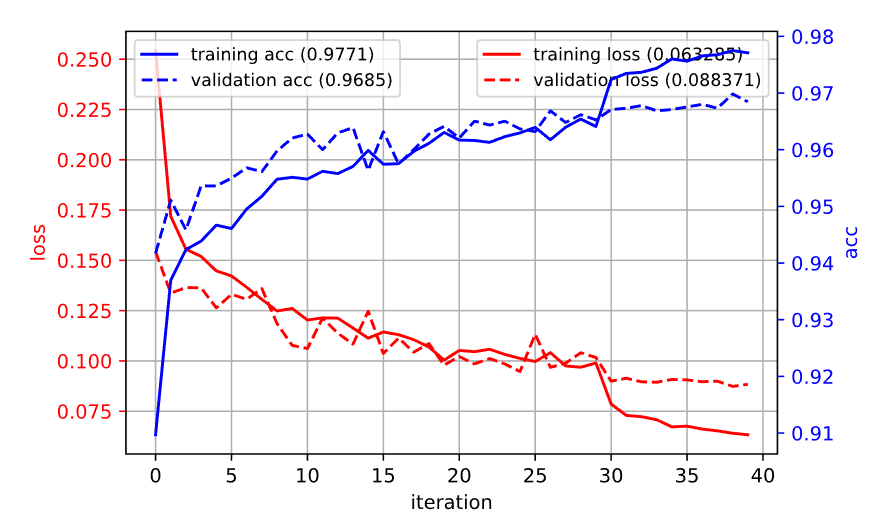 training acc (0.9771)
validation acc (0.9685)
training loss (0.063285)
validation loss (0.088371)
loss
0.250
0.225
0.200
0.175
0.150
0.125
0.100
0.075
0.98
0.97
0.96
0.95
0.94
0.93
0.92
0.91
acc
0 5 10 15 20 25 30 35 40
iteration